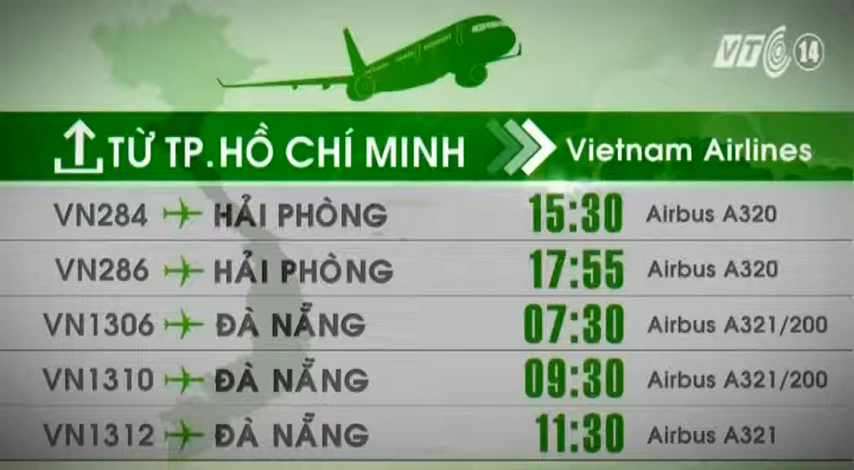 VTC 14
TỪ TP.HỒ CHÍ MINH Vietnam Airlines
VN284 HẢI PHÒNG 15:30 Airbus A320
VN286 HẢI PHÒNG 17:55 Airbus A320
VN1306 ĐÀ NẴNG 07:30 Airbus A321/200
VN1310 ĐÀ NẴNG 09:30 Airbus A321/200
VN1312 ĐÀ NẴNG 11:30 Airbus A321